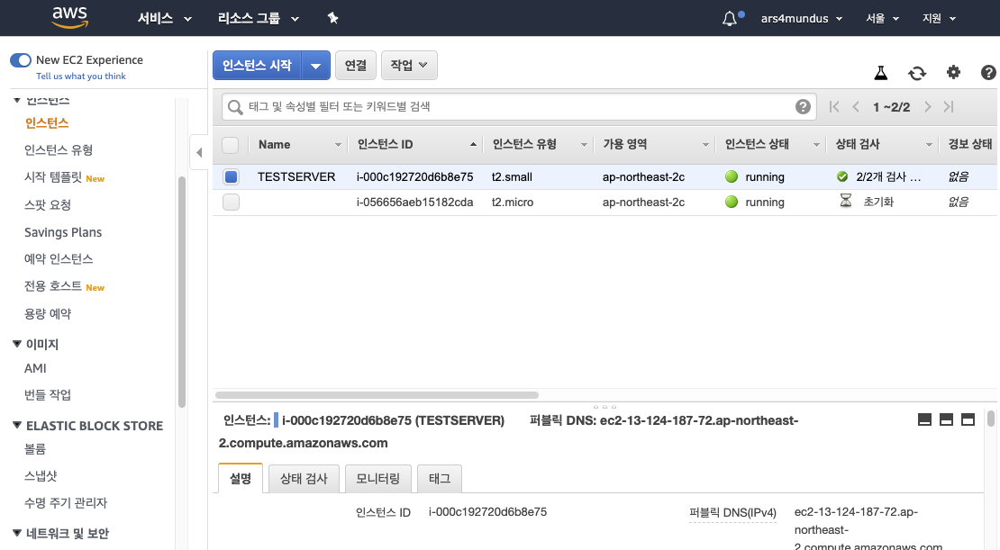 aws
서비스
리소스 그룹
ars4mundus
서울
지원
New EC2 Experience
Tell us what you think
인스턴스
인스턴스
인스턴스 유형
시작 템플릿 New
스팟 요청
Savings Plans
예약 인스턴스
전용 호스트 New
용량 예약
이미지
AMI
번들 작업
ELASTIC BLOCK STORE
볼륨
스냅샷
수명 주기 관리자
네트워크 및 보안
인스턴스 시작
연결
작업
태그 및 속성별 필터 또는 키워드별 검색
1 ~2/2
Name 인스턴스 ID 인스턴스 유형 가용 영역 인스턴스 상태 상태 검사 경보 상태
TESTSERVER i-000c192720d6b8e75 t2.small ap-northeast-2c running 2/2개 검사 … 없음
i-056656aeb15182cda t2.micro ap-northeast-2c running 초기화 없음
인스턴스: i-000c192720d6b8e75 (TESTSERVER) 퍼블릭 DNS: ec2-13-124-187-72.ap-northeast-
2.compute.amazonaws.com
설명 상태 검사 모니터링 태그
인스턴스 ID i-000c192720d6b8e75
퍼블릭 DNS(IPv4) ec2-13-124-187-72.ap-
northeast-
2.compute.amazonaws.com